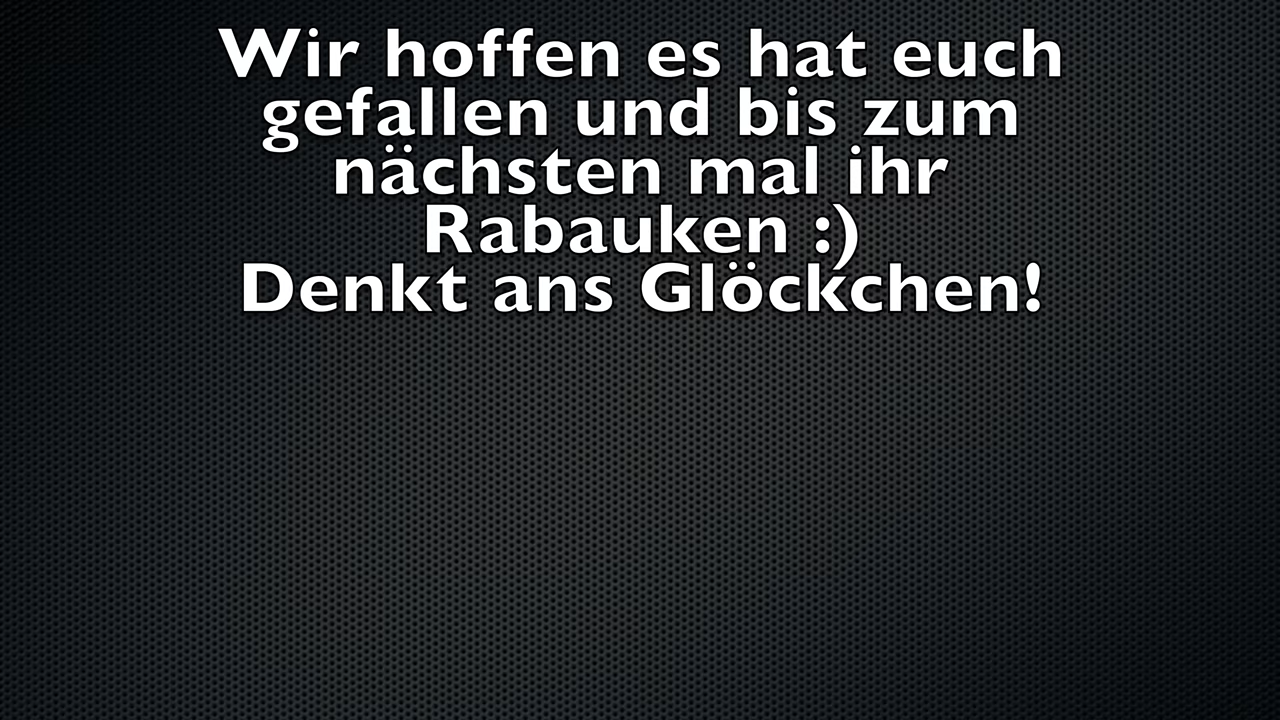 Wir hoffen es hat euch
gefallen und bis zum
nächsten mal ihr
Rabauken :)
Denkt ans Glöckchen!